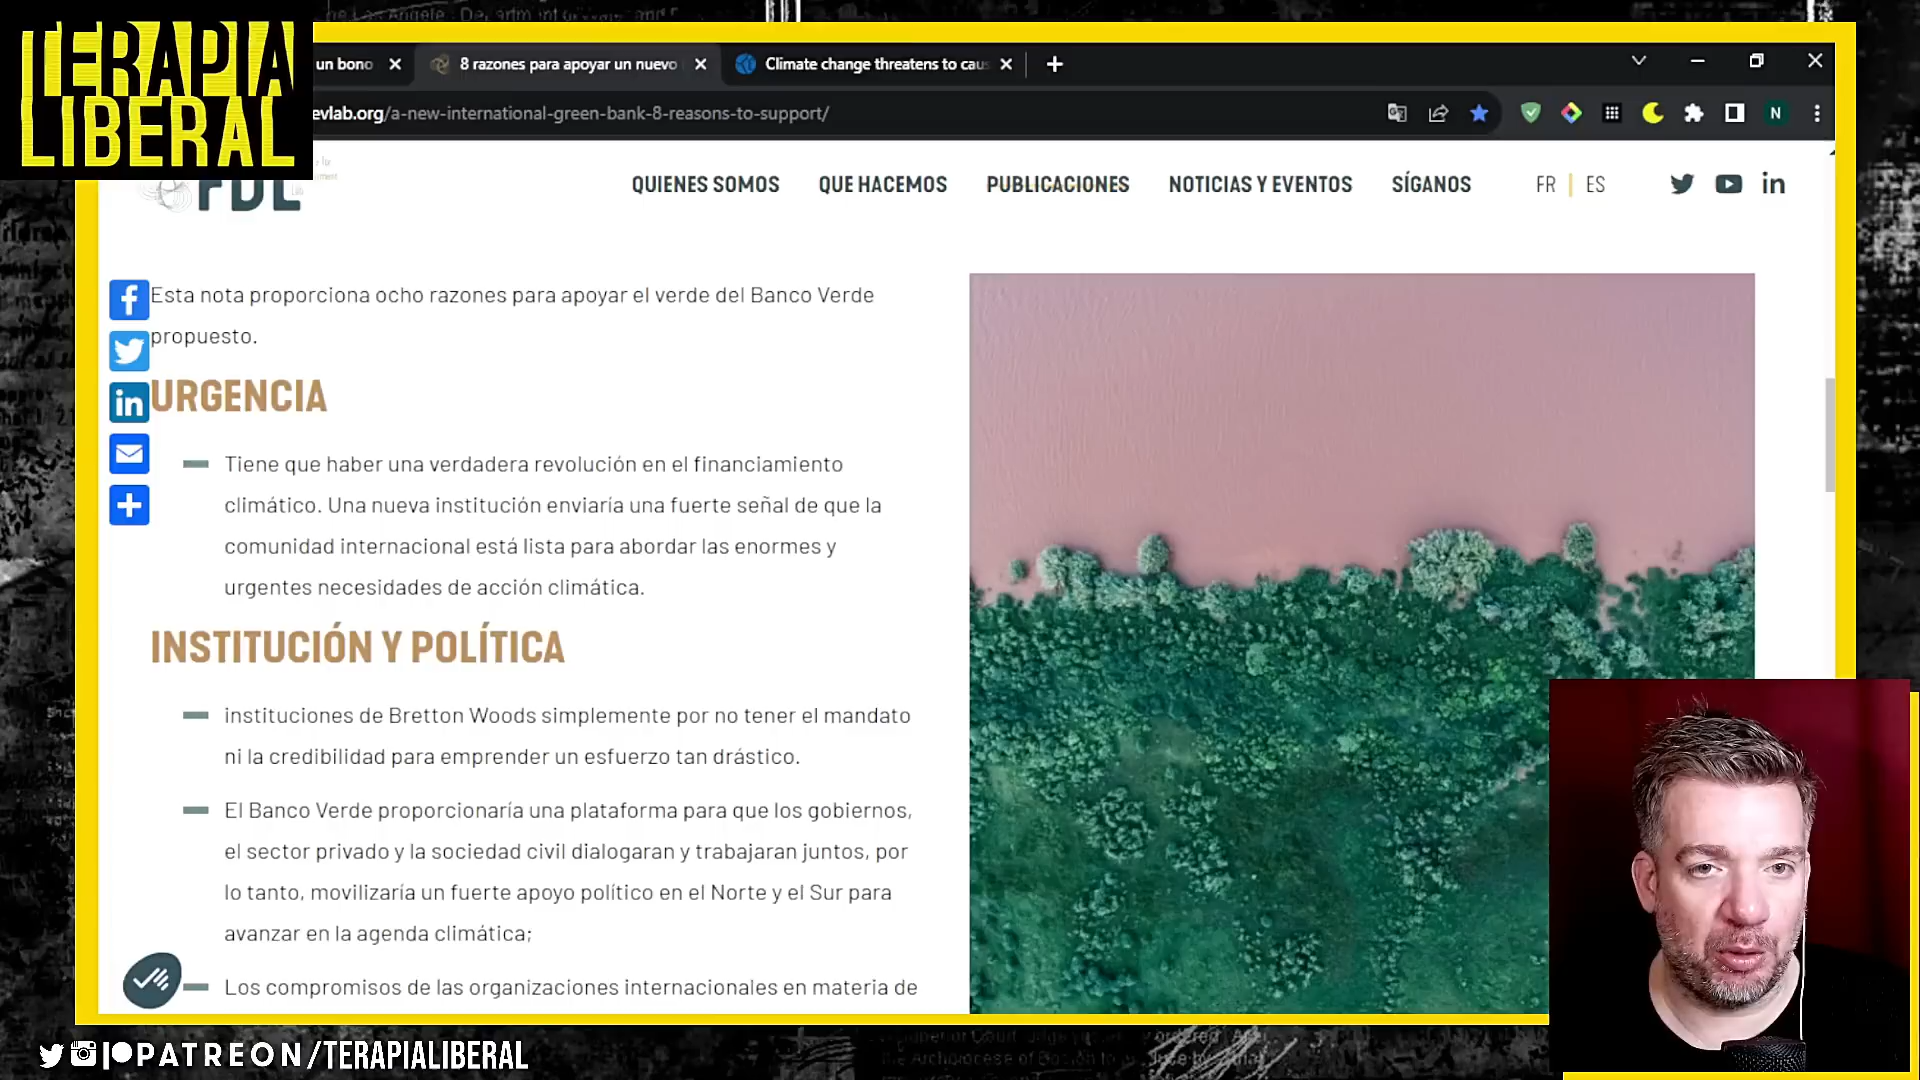 TERAPIA
LIBERAL
un bono
8 razones para apoyar un nuevo
Climate change threatens to cau
evlab.org/a-new-international-green-bank-8-reasons-to-support/
N
FDL
QUIENES SOMOS
QUE HACEMOS
PUBLICACIONES
NOTICIAS Y EVENTOS
SÍGANOS
FR | ES
Esta nota proporciona ocho razones para apoyar el verde del Banco Verde
propuesto.
URGENCIA
Tiene que haber una verdadera revolución en el financiamiento
climático. Una nueva institución enviaría una fuerte señal de que la
comunidad internacional está lista para abordar las enormes y
urgentes necesidades de acción climática.
INSTITUCIÓN Y POLÍTICA
instituciones de Bretton Woods simplemente por no tener el mandato
ni la credibilidad para emprender un esfuerzo tan drástico.
El Banco Verde proporcionaría una plataforma para que los gobiernos,
el sector privado y la sociedad civil dialogaran y trabajaran juntos, por
lo tanto, movilizaría un fuerte apoyo político en el Norte y el Sur para
avanzar en la agenda climática;
Los compromisos de las organizaciones internacionales en materia de
PATREON/TERAPIALIBERAL